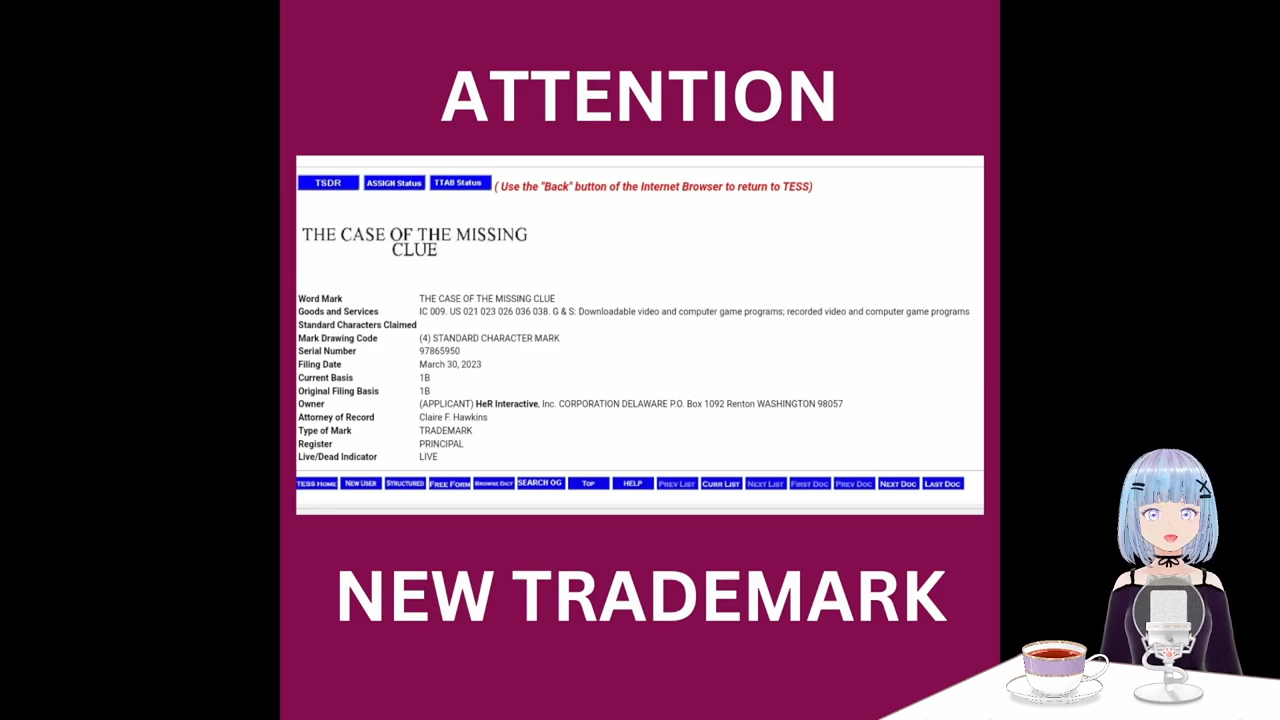 ATTENTION
TSDR ASSIGN Status TTAB Status ( Use the "Back" button of the Internet Browser to return to TESS)
THE CASE OF THE MISSING
CLUE
Word Mark THE CASE OF THE MISSING CLUE
Goods and Services IC 009. US 021 023 026 036 038. G & S: Downloadable video and computer game programs; recorded video and computer game programs
Standard Characters Claimed
Mark Drawing Code (4) STANDARD CHARACTER MARK
Serial Number 97865950
Filing Date March 30, 2023
Current Basis 1B
Original Filing Basis 1B
Owner (APPLICANT) HeR Interactive, Inc. CORPORATION DELAWARE P.O. Box 1092 Renton WASHINGTON 98057
Attorney of Record Claire F. Hawkins
Type of Mark TRADEMARK
Register PRINCIPAL
Live/Dead Indicator LIVE
TESS HOME NEW USER STRUCTURED FREE FORM BROWSE DICT SEARCH OG TOP HELP PREV LIST CURR LIST NEXT LIST FIRST DOC PREV DOC NEXT DOC LAST DOC
NEW TRADEMARK